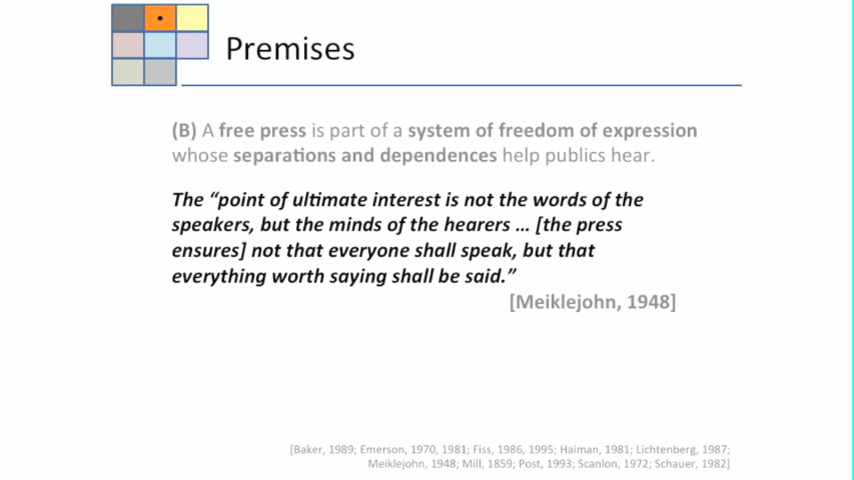 Premises
(B) A free press is part of a system of freedom of expression
whose separations and dependences help publics hear.
The “point of ultimate interest is not the words of the
speakers, but the minds of the hearers ... [the press
ensures] not that everyone shall speak, but that
everything worth saying shall be said.”
[Meiklejohn, 1948]
[Baker, 1989; Emerson, 1970, 1981; Fiss, 1986, 1995; Haiman, 1981; Lichtenberg, 1987;
Meiklejohn, 1948; Mill, 1859; Post, 1993; Scanlon, 1972; Schauer, 1982]